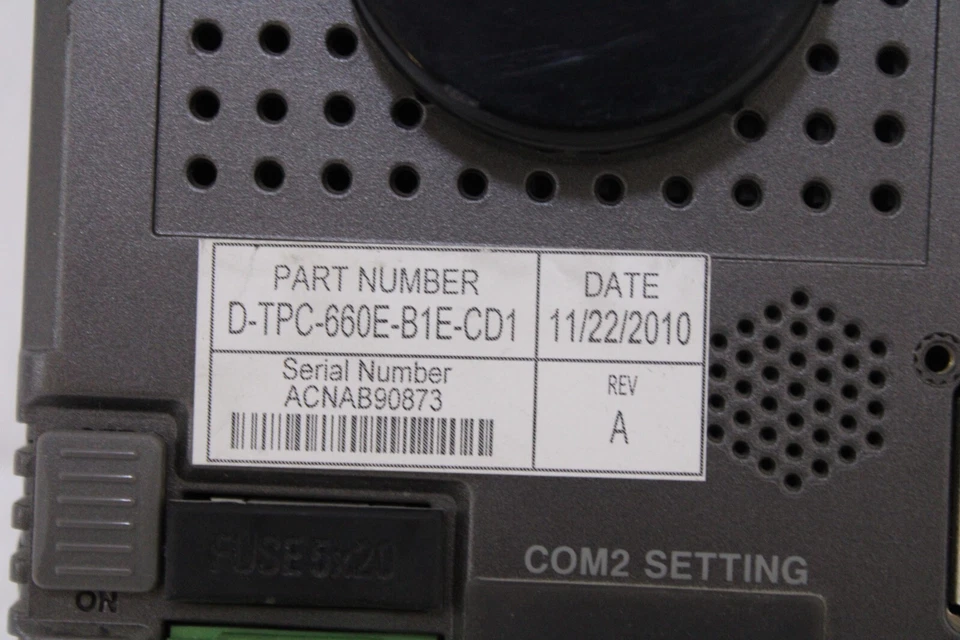 PART NUMBER
D-TPC-660E-B1E-CD1
DATE
11/22/2010
Serial Number
ACNAB90873
REV
A
FUSE 5x20
COM2 SETTING
ON